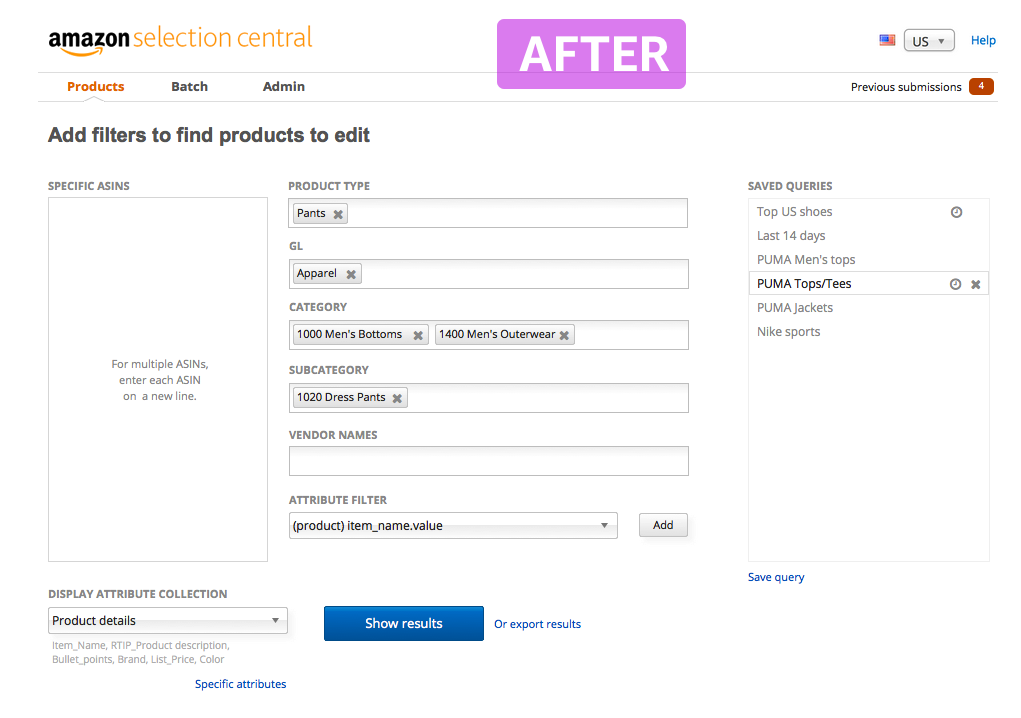 amazon selection central
AFTER
US
Help
Products
Batch
Admin
Previous submissions 4
Add filters to find products to edit
SPECIFIC ASINS
For multiple ASINs,
enter each ASIN
on a new line.
PRODUCT TYPE
Pants
GL
Apparel
CATEGORY
1000 Men's Bottoms
1400 Men's Outerwear
SUBCATEGORY
1020 Dress Pants
VENDOR NAMES
ATTRIBUTE FILTER
(product) item_name.value
Add
SAVED QUERIES
Top US shoes
Last 14 days
PUMA Men's tops
PUMA Tops/Tees
PUMA Jackets
Nike sports
Save query
DISPLAY ATTRIBUTE COLLECTION
Product details
Item_Name, RTIP_Product description,
Bullet_points, Brand, List_Price, Color
Specific attributes
Show results
Or export results